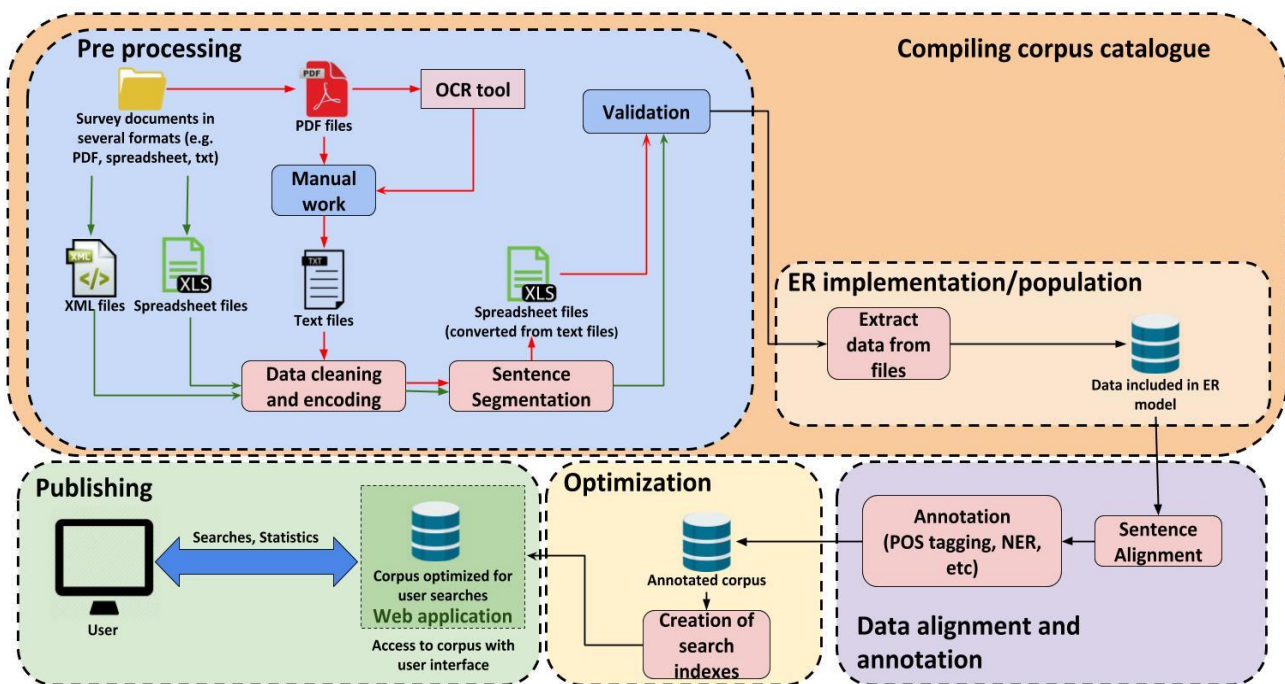 Pre processing
Compiling corpus catalogue
PDF
OCR tool
Survey documents in
several formats (e.g.
PDF, spreadsheet, txt)
PDF files
Validation
Manual
work
XML
</>
XLS
TXT
XLS
XML files
Spreadsheet files
Text files
Spreadsheet files
(converted from text files)
Data cleaning
and encoding
Sentence
Segmentation
ER implementation/population
Extract
data from
files
Data included in ER
model
Publishing
Searches, Statistics
User
Corpus optimized for
user searches
Web application
Access to corpus with
user interface
Optimization
Annotated corpus
Creation of
search
indexes
Annotation
(POS tagging, NER,
etc)
Sentence
Alignment
Data alignment and
annotation